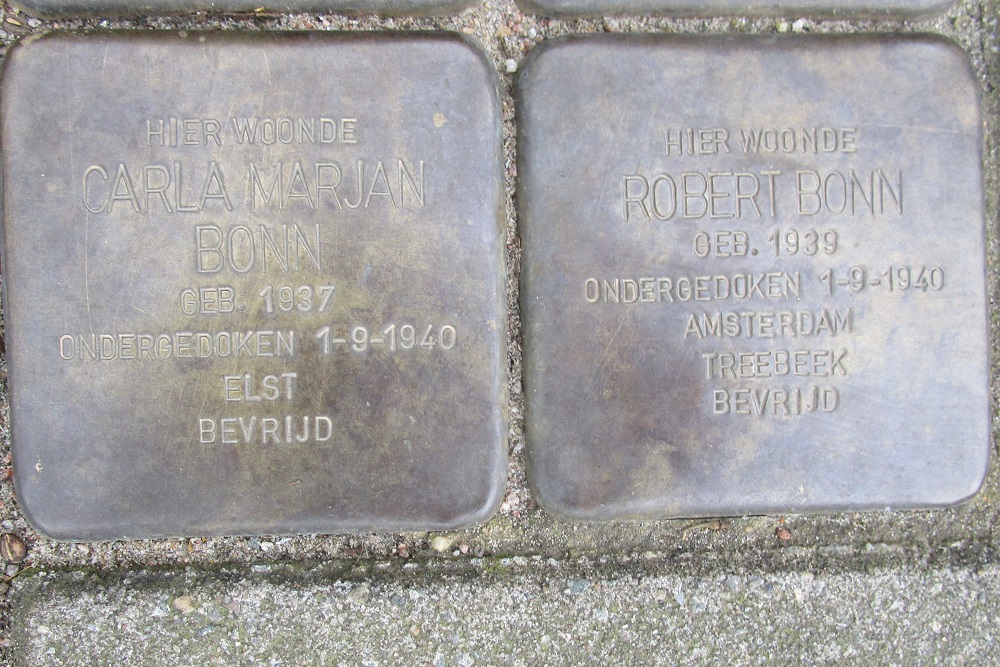 HIER WOONDE
CARLA MARJAN
BONN
GEB. 1937
ONDERGEDOKEN 1-9-1940
ELST
BEVRIJD
HIER WOONDE
ROBERT BONN
GEB. 1939
ONDERGEDOKEN 1-9-1940
AMSTERDAM
TREEBEEK
BEVRIJD